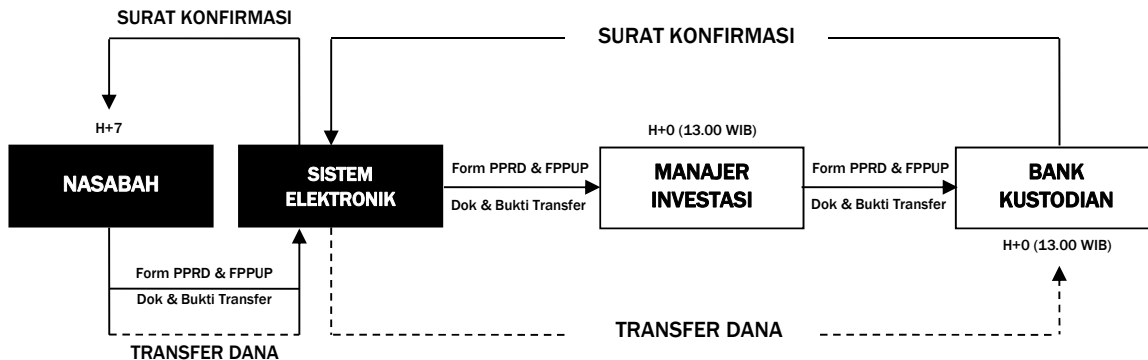 SURAT KONFIRMASI
SURAT KONFIRMASI
H+7
H+0 (13.00 WIB)
NASABAH
SISTEM
ELEKTRONIK
Form PPRD & FPPUP
Dok & Bukti Transfer
MANAJER
INVESTASI
Form PPRD & FPPUP
Dok & Bukti Transfer
BANK
KUSTODIAN
H+0 (13.00 WIB)
Form PPRD & FPPUP
Dok & Bukti Transfer
TRANSFER DANA
TRANSFER DANA